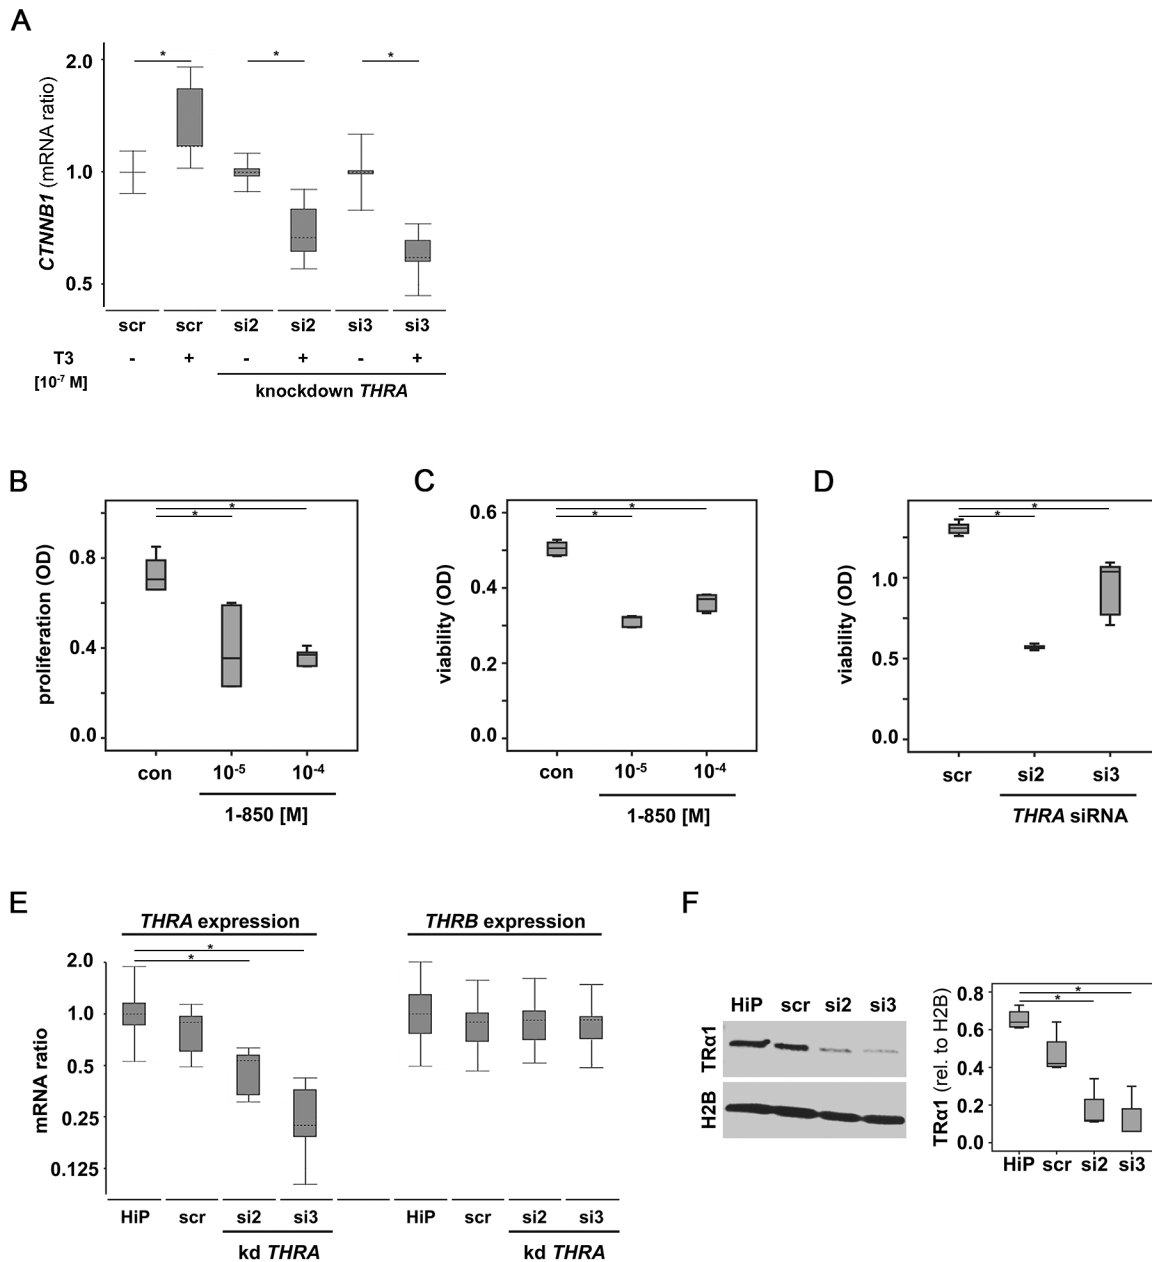 A
CTNNB1 (mRNA ratio)
2.0
1.0
0.5
* * *
scr scr si2 si2 si3 si3
T3 - + - + - +
[10-7 M]
knockdown THRA
B
proliferation (OD)
0.8
0.4
0.0
* *
con 10-5 10-4
1-850 [M]
C
viability (OD)
0.6
0.4
0.2
0.0
* *
con 10-5 10-4
1-850 [M]
D
viability (OD)
1.0
0.5
0.0
* *
scr si2 si3
THRA siRNA
E
THRA expression
THRB expression
mRNA ratio
2.0
1.0
0.5
0.25
0.125
* *
HiP scr si2 si3 HiP scr si2 si3
kd THRA kd THRA
F
HiP scr si2 si3
TRα1
H2B
TRα1 (rel. to H2B)
0.8
0.6
0.4
0.2
0.0
* *
HiP scr si2 si3